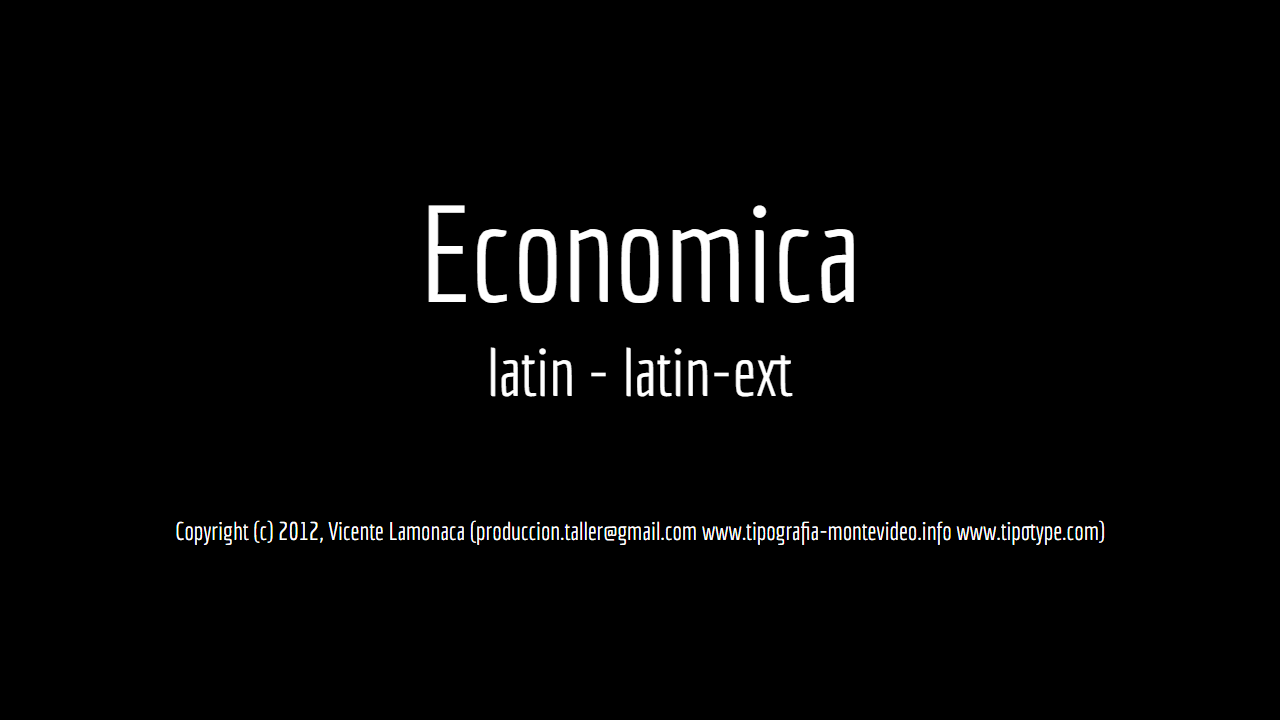 Economica
latin - latin-ext
Copyright (c) 2012, Vicente Lamonaca (produccion.taller@gmail.com www.tipografia-montevideo.info www.tipotype.com)